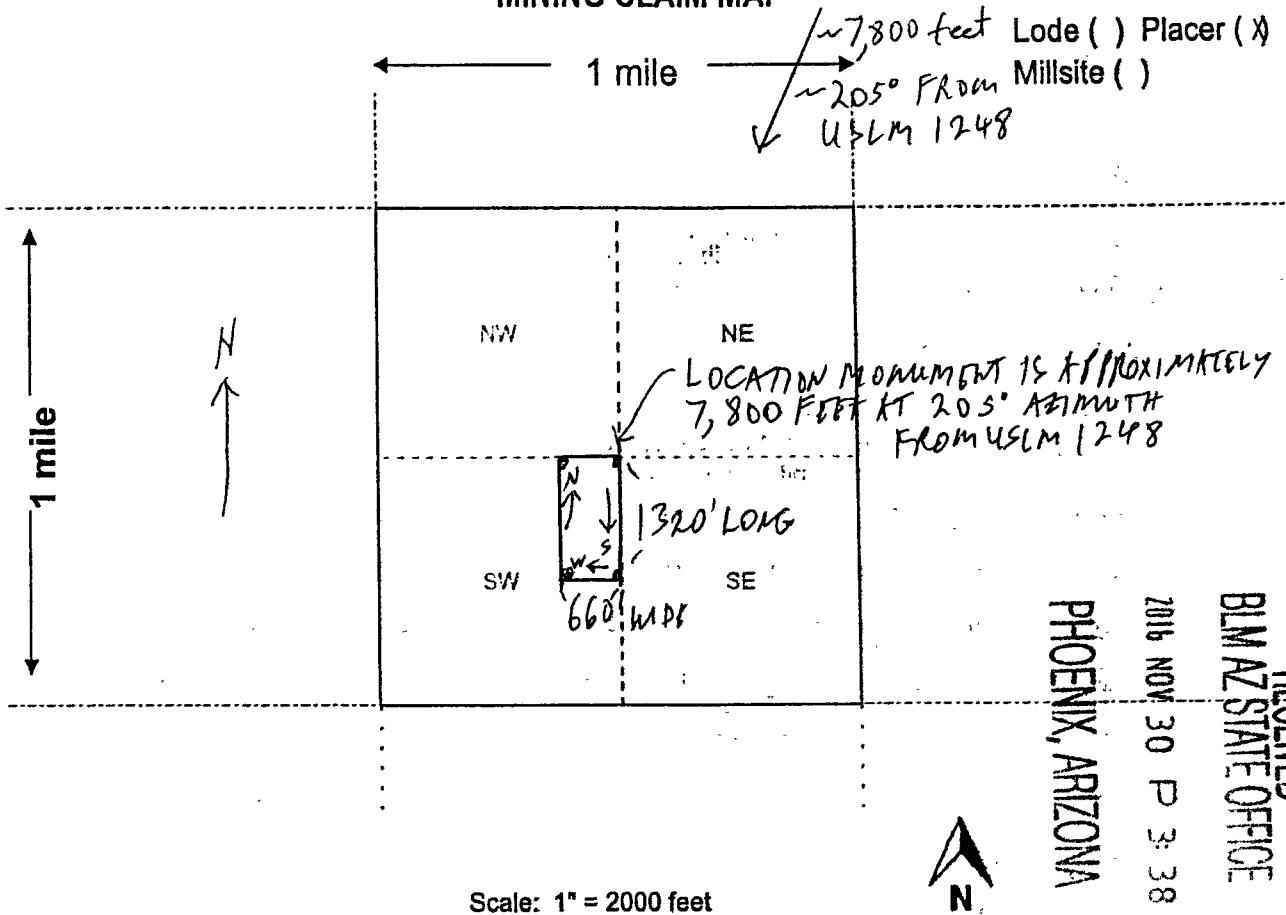 MINING CLAIM MAP
~7,800 feet Lode ( ) Placer (X)
1 mile
~205° FROM Millsite ( )
USLM 1248
N
NW
NE
LOCATION MONUMENT IS APPROXIMATELY
7,800 FEET AT 205° AZIMUTH
FROM USLM 1248
1 mile
N
S
W
1320' LONG
SW
SE
660' WIDE
RECEIVED
BLM AZ STATE OFFICE
2016 NOV 30 P 3:38
PHOENIX, ARIZONA
N
Scale: 1" = 2000 feet